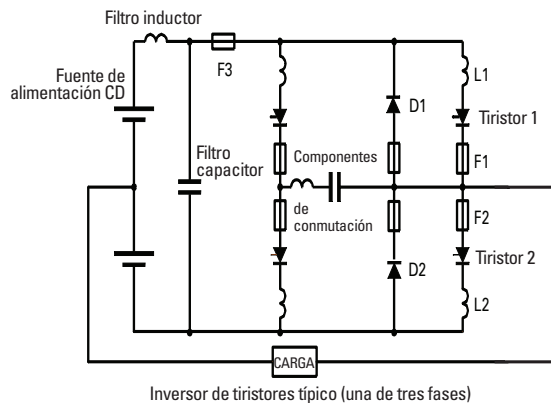 Filtro inductor
Fuente de
alimentación CD
F3
L1
D1
Tiristor 1
Filtro
capacitor
Componentes
F1
de
conmutación
F2
D2
Tiristor 2
L2
CARGA
Inversor de tiristores típico (una de tres fases)